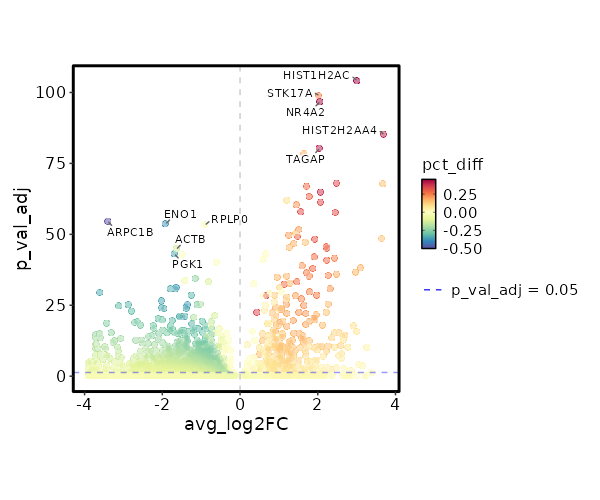 HIST1H2AC
STK17A
NR4A2
HIST2H2AA4
TAGAP
ENO1
RPLP0
ARPC1B
ACTB
PGK1
100
75
50
25
0
p_val_adj
-4
-2
0
2
4
avg_log2FC
pct_diff
0.25
0.00
-0.25
-0.50
p_val_adj = 0.05